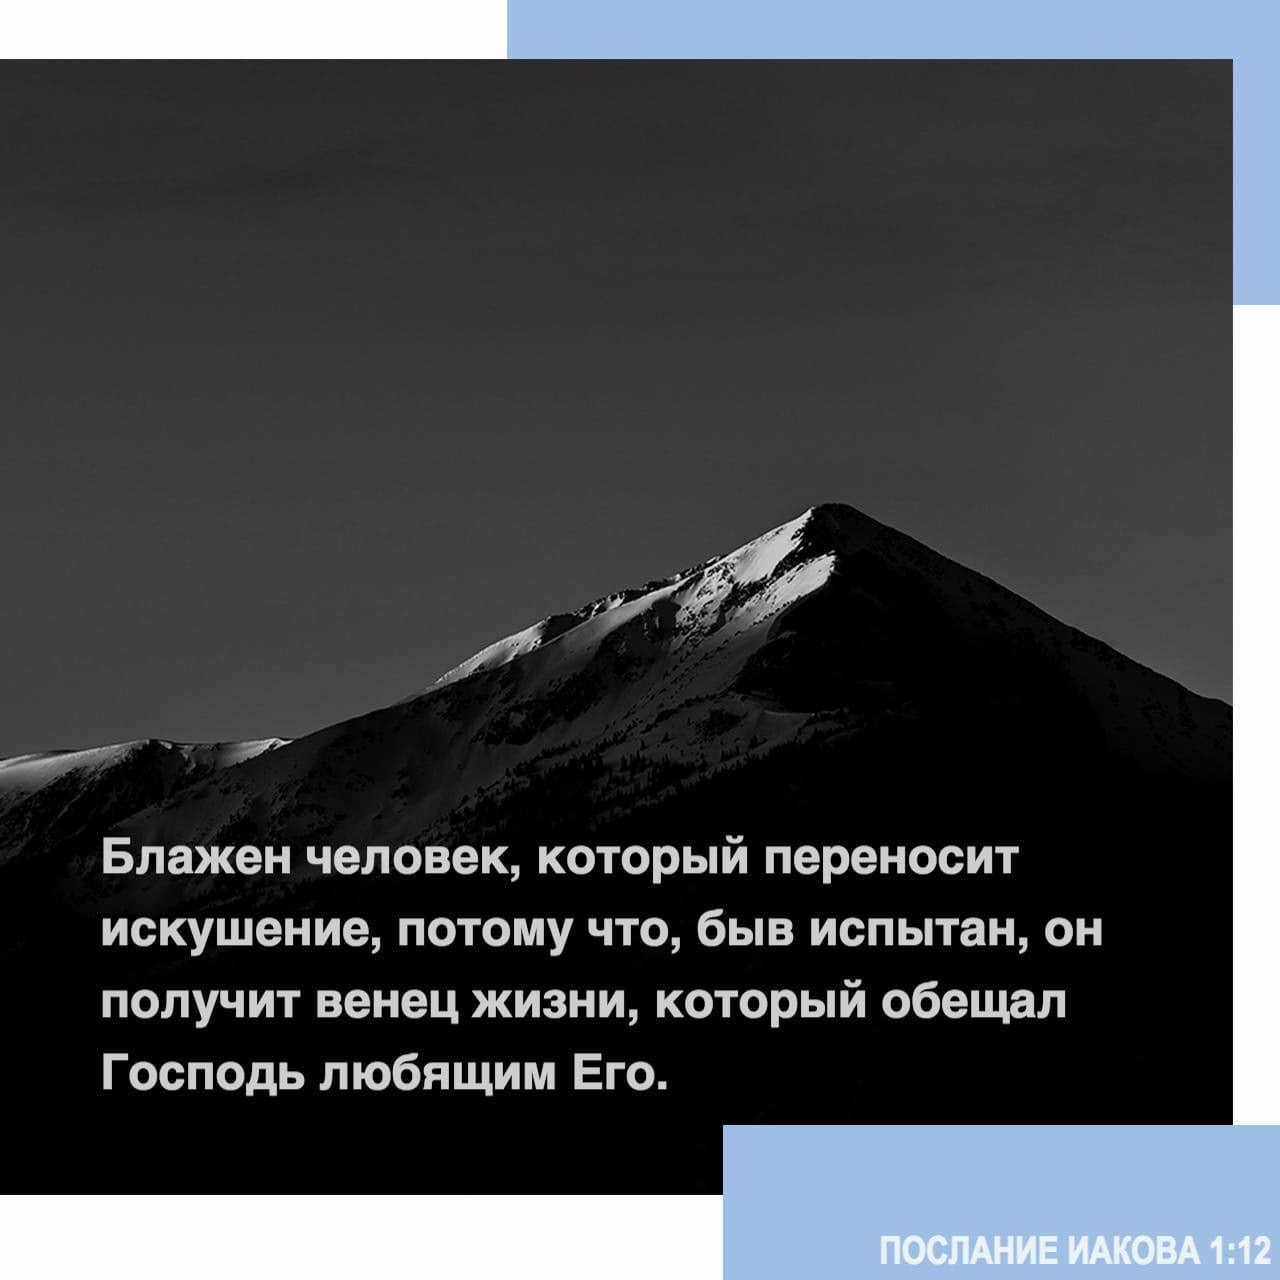 Блажен человек, который переносит
искушение, потому что, быв испытан, он
получит венец жизни, который обещал
Господь любящим Его.
ПОСЛАНИЕ ИАКОВА 1:12